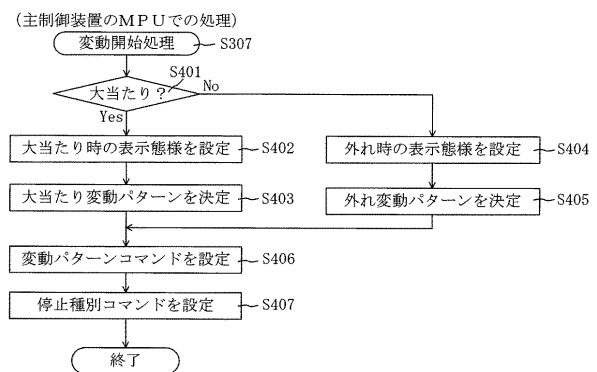 (主制御装置のＭＰＵでの処理)
変動開始処理 S307
S401
大当たり？ No
Yes
大当たり時の表示態様を設定 S402
外れ時の表示態様を設定 S404
大当たり変動パターンを決定 S403
外れ変動パターンを決定 S405
変動パターンコマンドを設定 S406
停止種別コマンドを設定 S407
終了